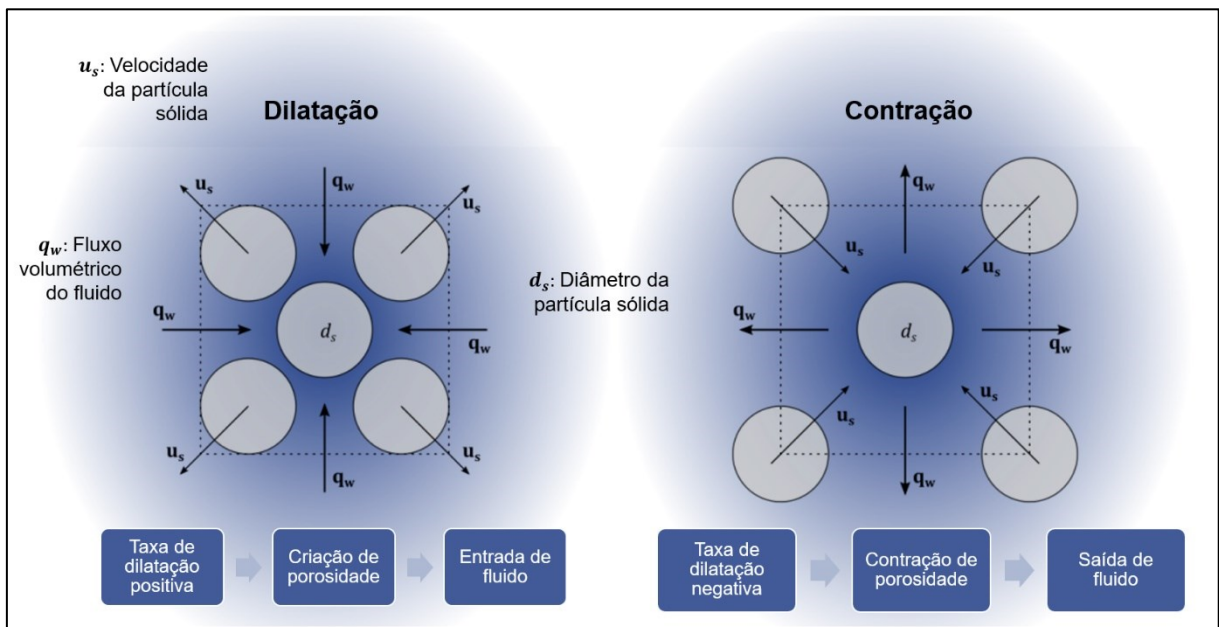 u_s: Velocidade
da partícula
sólida
Dilatação
u_s
q_w
u_s
q_w: Fluxo
volumétrico
do fluido
q_w
d_s
q_w
u_s
q_w
u_s
Taxa de
dilatação
positiva
Criação de
porosidade
Entrada de
fluido
Contração
q_w
u_s
u_s
d_s: Diâmetro da
partícula sólida
q_w
d_s
q_w
u_s
u_s
q_w
Taxa de
dilatação
negativa
Contração de
porosidade
Saída de
fluido